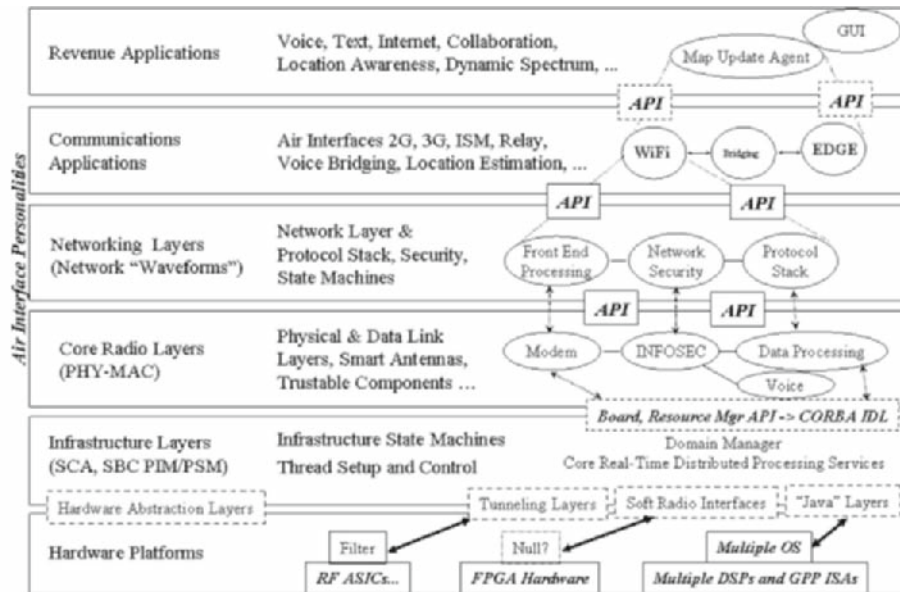 Air Interface Personalities
Revenue Applications
Voice, Text, Internet, Collaboration,
Location Awareness, Dynamic Spectrum, ...
GUI
Map Update Agent
API
API
Communications
Applications
Air Interfaces 2G, 3G, ISM, Relay,
Voice Bridging, Location Estimation, ...
WiFi
Bridging
EDGE
API
API
Networking Layers
(Network “Waveforms”)
Network Layer &
Protocol Stack, Security,
State Machines
Front End
Processing
Network
Security
Protocol
Stack
API
API
Core Radio Layers
(PHY-MAC)
Physical & Data Link
Layers, Smart Antennas,
Trustable Components ...
Modem
INFOSEC
Data Processing
Voice
Board, Resource Mgr API -> CORBA IDL
Infrastructure Layers
(SCA, SBC PIM/PSM)
Infrastructure State Machines
Thread Setup and Control
Domain Manager
Core Real-Time Distributed Processing Services
Hardware Abstraction Layers
Tunneling Layers
Soft Radio Interfaces
"Java" Layers
Hardware Platforms
Filter
Null?
Multiple OS
RF ASICs...
FPGA Hardware
Multiple DSPs and GPP ISAs